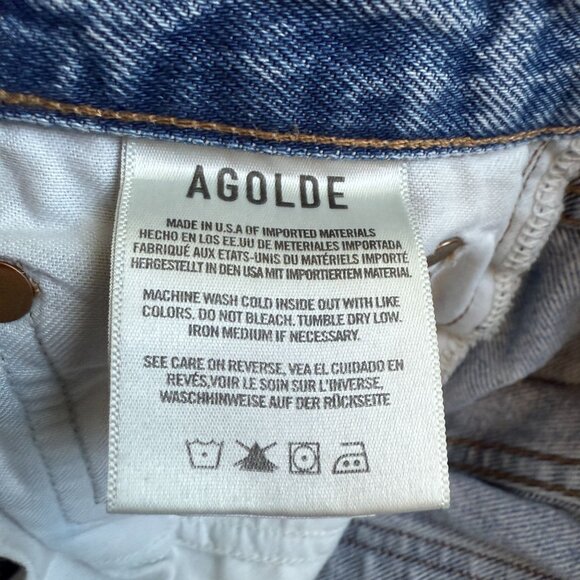 AGOLDE
MADE IN U.S.A OF IMPORTED MATERIALS
HECHO EN LOS EE.UU DE METERIALES IMPORTADA
FABRIQUÉ AUX ETATS-UNIS DU MATÉRIELS IMPORTÉ
HERGESTELLT IN DEN USA MIT IMPORTIERTEM MATERIAL
MACHINE WASH COLD INSIDE OUT WITH LIKE
COLORS. DO NOT BLEACH. TUMBLE DRY LOW.
IRON MEDIUM IF NECESSARY.
SEE CARE ON REVERSE, VEA EL CUIDADO EN
REVÉS,VOIR LE SOIN SUR L'INVERSE,
WASCHHINWEISE AUF DER RÜCKSEITE